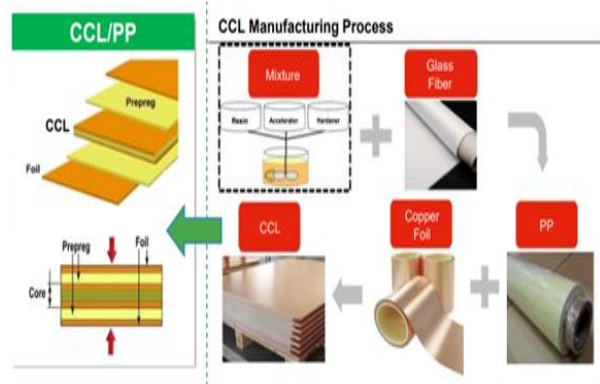 CCL/PP
Prepreg
CCL
Foil
Prepreg
Foil
Core
CCL Manufacturing Process
Mixture
Resin
Accelerator
Hardener
Glass
Fiber
CCL
Copper
Foil
PP